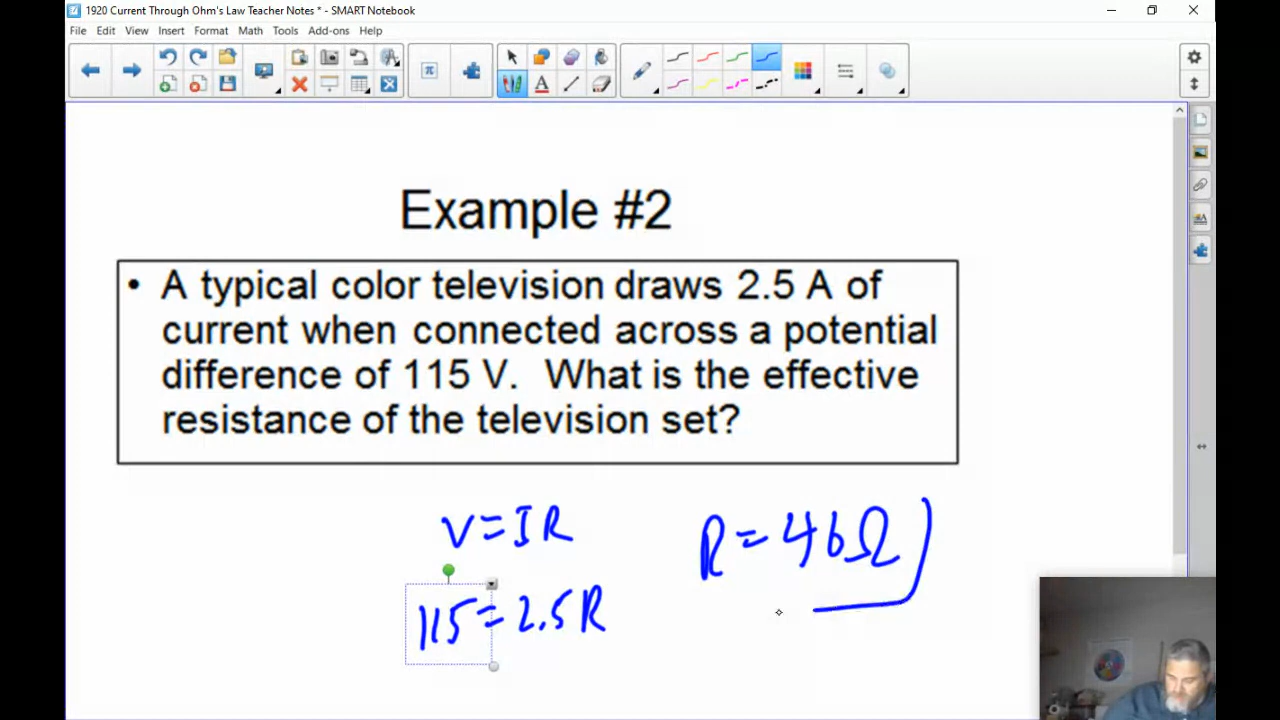 1920 Current Through Ohm's Law Teacher Notes * - SMART Notebook
File Edit View Insert Format Math Tools Add-ons Help
Example #2
• A typical color television draws 2.5 A of
current when connected across a potential
difference of 115 V. What is the effective
resistance of the television set?
V=IR
R=46Ω
115=2.5R